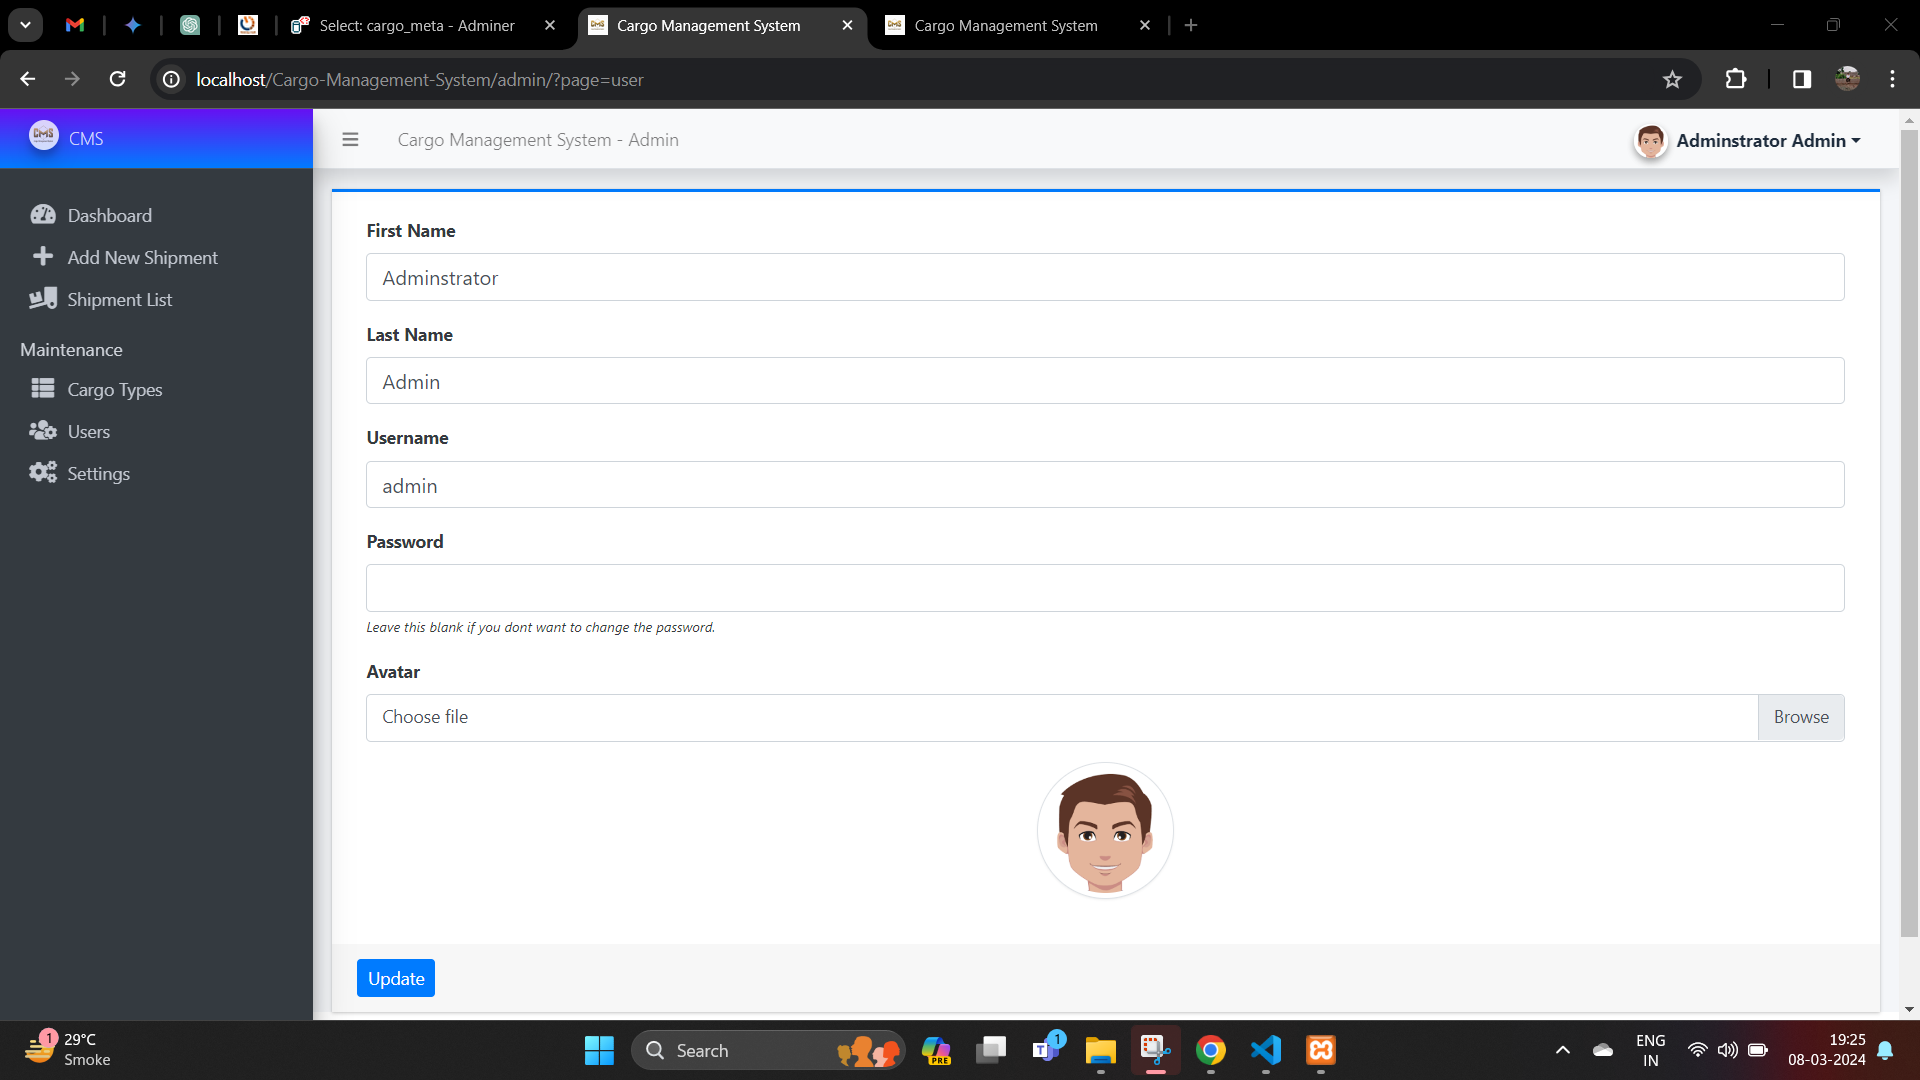 Select: cargo_meta - Adminer
Cargo Management System
Cargo Management System
localhost/Cargo-Management-System/admin/?page=user
CMS
Cargo Management System - Admin
Adminstrator Admin
Dashboard
Add New Shipment
Shipment List
Maintenance
Cargo Types
Users
Settings
First Name
Adminstrator
Last Name
Admin
Username
admin
Password
Leave this blank if you dont want to change the password.
Avatar
Choose file
Browse
Update
1
29°C
Smoke
Search
PRE
1
ENG
IN
19:25
08-03-2024